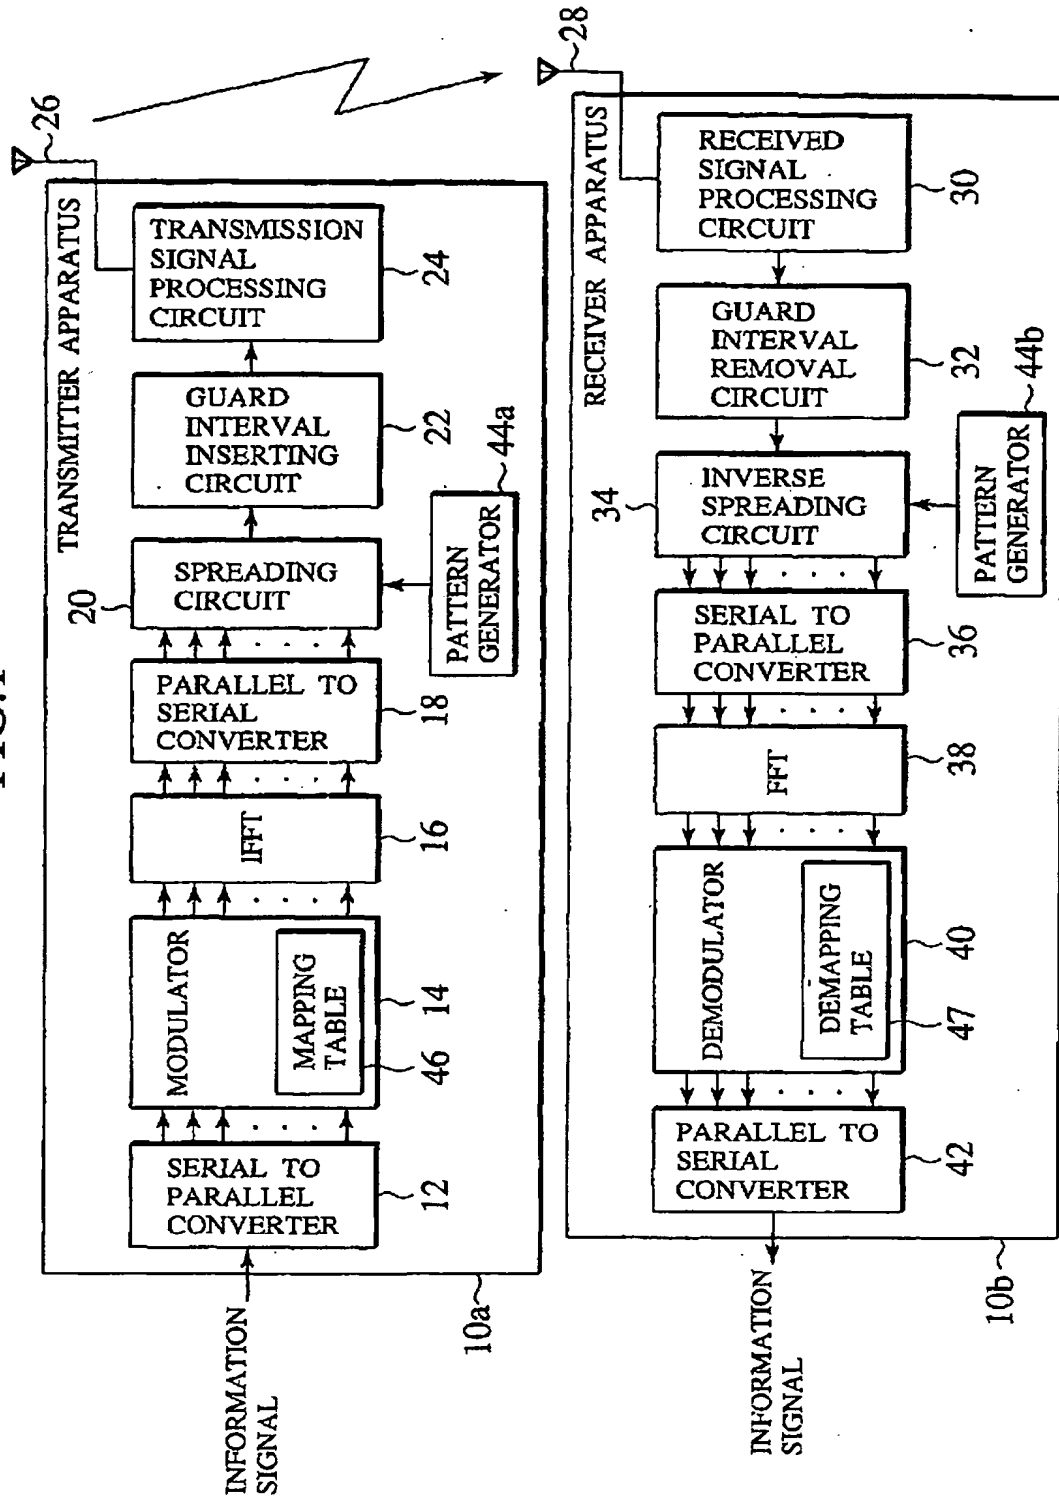 TRANSMITTER APPARATUS
26
INFORMATION
SIGNAL
10a
SERIAL TO
PARALLEL
CONVERTER
12
MODULATOR
MAPPING
TABLE
46
14
IFFT
16
PARALLEL TO
SERIAL
CONVERTER
18
20
SPREADING
CIRCUIT
PATTERN
GENERATOR
44a
GUARD
INTERVAL
INSERTING
CIRCUIT
22
TRANSMISSION
SIGNAL
PROCESSING
CIRCUIT
24
28
RECEIVER APPARATUS
RECEIVED
SIGNAL
PROCESSING
CIRCUIT
30
GUARD
INTERVAL
REMOVAL
CIRCUIT
32
34
INVERSE
SPREADING
CIRCUIT
PATTERN
GENERATOR
44b
SERIAL TO
PARALLEL
CONVERTER
36
FFT
38
DEMODULATOR
DEMAPPING
TABLE
47
40
PARALLEL TO
SERIAL
CONVERTER
42
INFORMATION
SIGNAL
10b